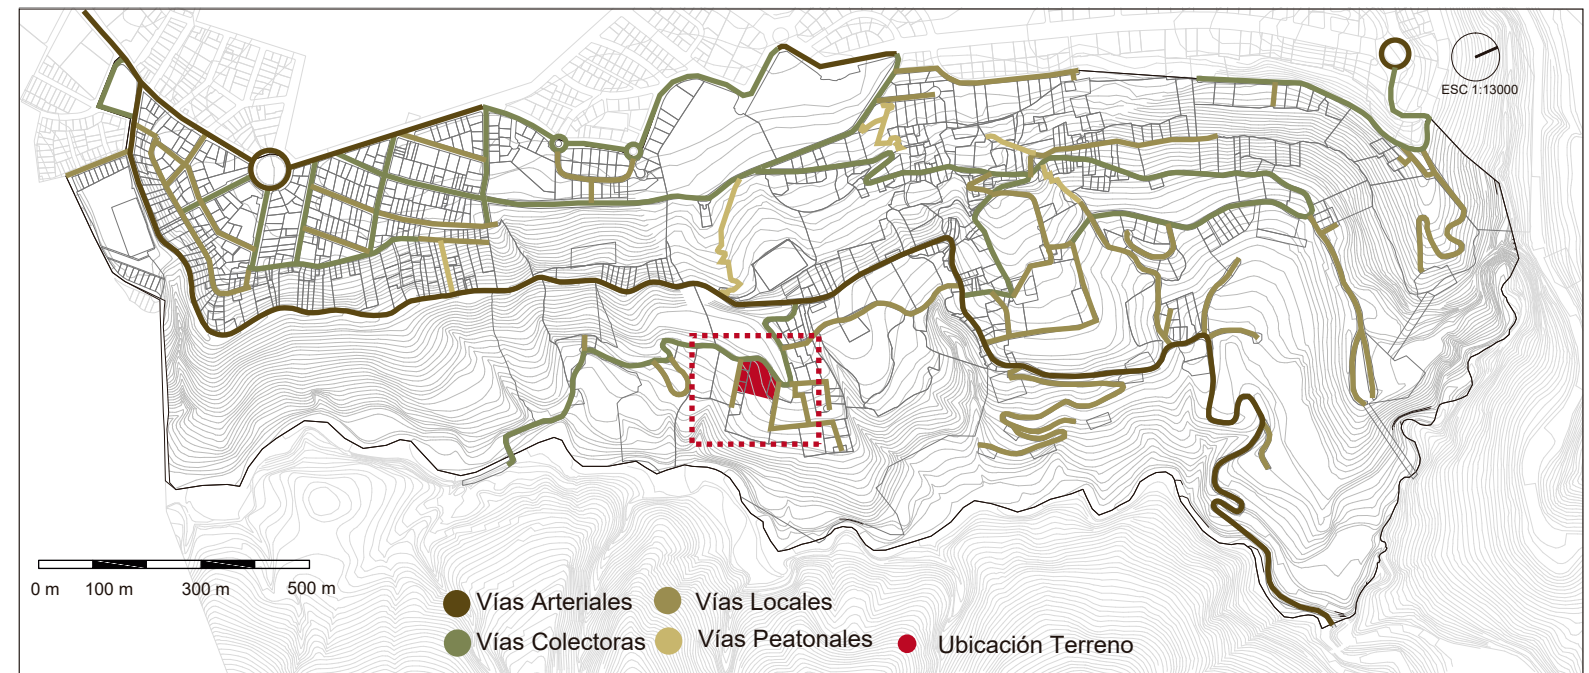 ESC 1:13000
0 m 100 m 300 m 500 m
Vías Arteriales Vías Locales
Vías Colectoras Vías Peatonales Ubicación Terreno